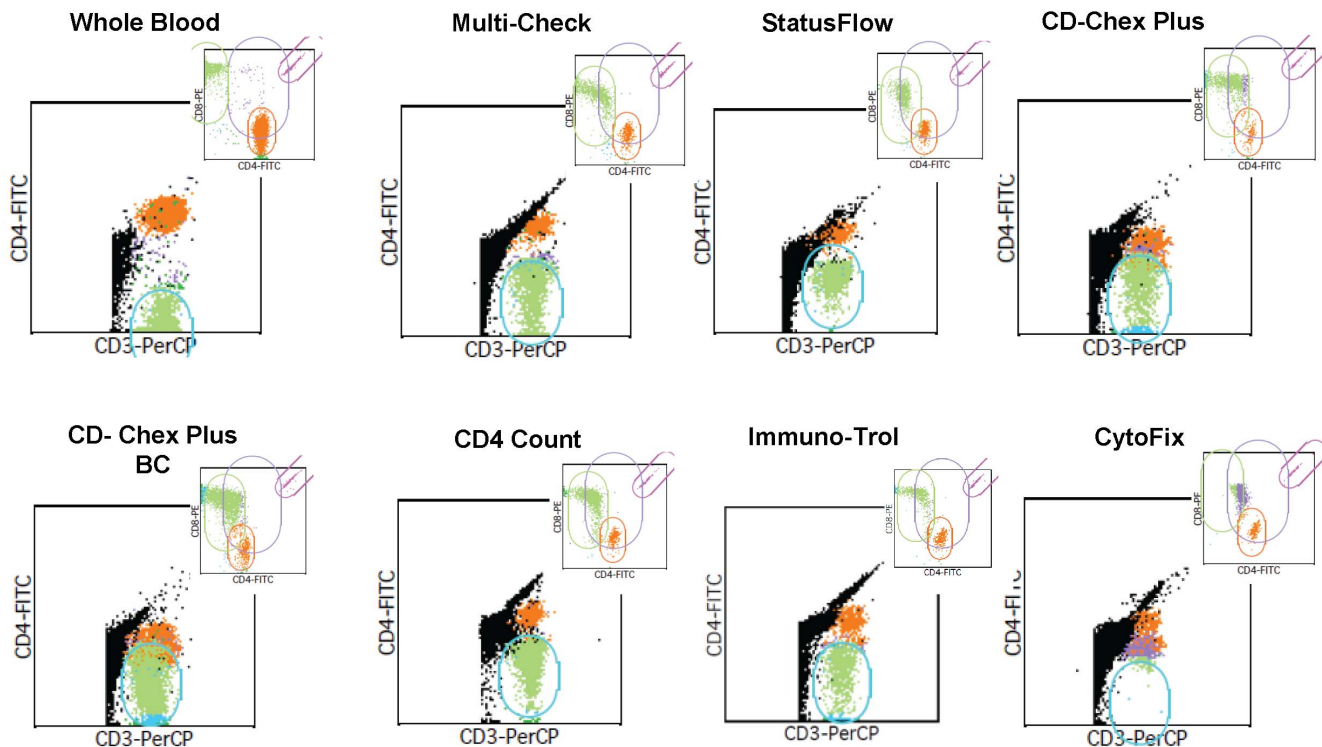 Whole Blood
CD8-PE
CD4-FITC
CD4-FITC
CD3-PerCP
Multi-Check
CD8-PE
CD4-FITC
CD4-FITC
CD3-PerCP
StatusFlow
CD8-PE
CD4-FITC
CD4-FITC
CD3-PerCP
CD-Chex Plus
CD8-PE
CD4-FITC
CD4-FITC
CD3-PerCP
CD- Chex Plus
BC
CD8-PE
CD4-FITC
CD4-FITC
CD3-PerCP
CD4 Count
CD8-PE
CD4-FITC
CD4-FITC
CD3-PerCP
Immuno-Trol
CD8-PE
CD4-FITC
CD4-FITC
CD3-PerCP
CytoFix
CD8-PE
CD4-FITC
CD4-FITC
CD3-PerCP